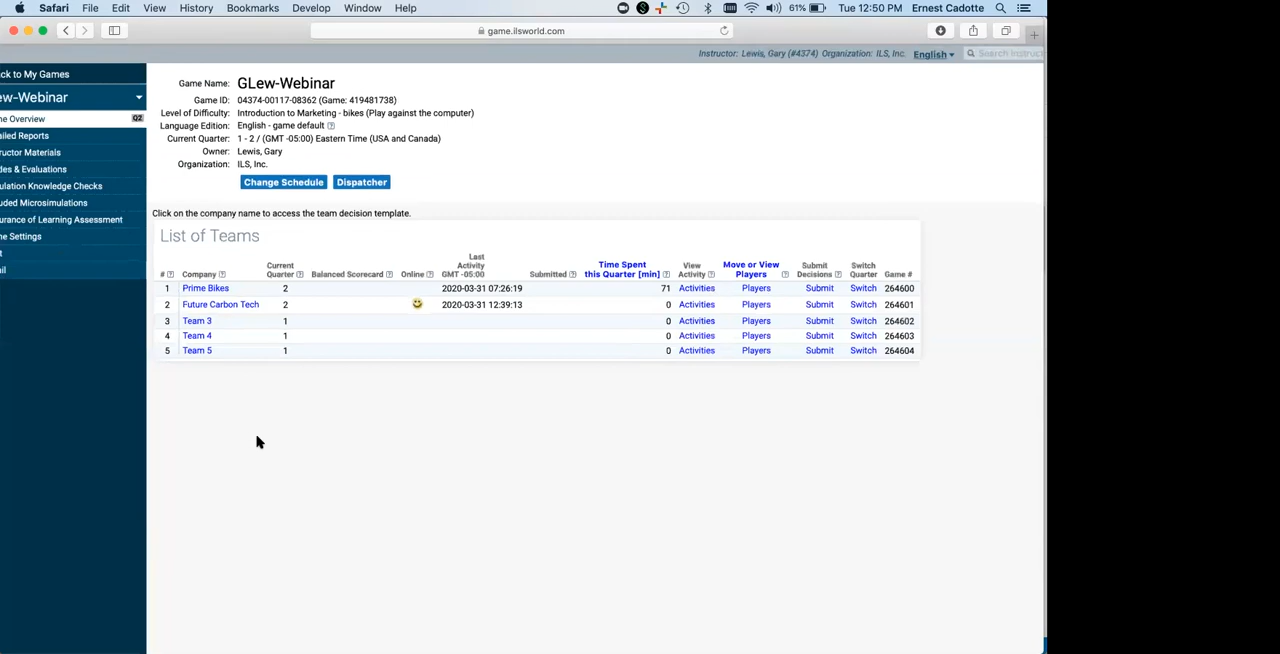 Safari File Edit View History Bookmarks Develop Window Help 61% Tue 12:50 PM Ernest Cadotte
game.ilsworld.com
Instructor: Lewis, Gary (#4374) Organization: ILS, Inc. English Search Instruct
ck to My Games
ew-Webinar
ne Overview Q2
ailed Reports
ructor Materials
des & Evaluations
ulation Knowledge Checks
uded Microsimulations
urance of Learning Assessment
ne Settings
t
il
Game Name: GLew-Webinar
Game ID: 04374-00117-08362 (Game: 419481738)
Level of Difficulty: Introduction to Marketing - bikes (Play against the computer)
Language Edition: English - game default [?]
Current Quarter: 1 - 2 / (GMT -05:00) Eastern Time (USA and Canada)
Owner: Lewis, Gary
Organization: ILS, Inc.
Change Schedule Dispatcher
Click on the company name to access the team decision template.
List of Teams
# [?] Company [?] Current Quarter [?] Balanced Scorecard [?] Online [?] Last Activity GMT -05:00 Submitted [?] Time Spent this Quarter [min] [?] View Activity [?] Move or View Players [?] Submit Decisions [?] Switch Quarter Game #
1 Prime Bikes 2 2020-03-31 07:26:19 71 Activities Players Submit Switch 264600
2 Future Carbon Tech 2 2020-03-31 12:39:13 0 Activities Players Submit Switch 264601
3 Team 3 1 0 Activities Players Submit Switch 264602
4 Team 4 1 0 Activities Players Submit Switch 264603
5 Team 5 1 0 Activities Players Submit Switch 264604